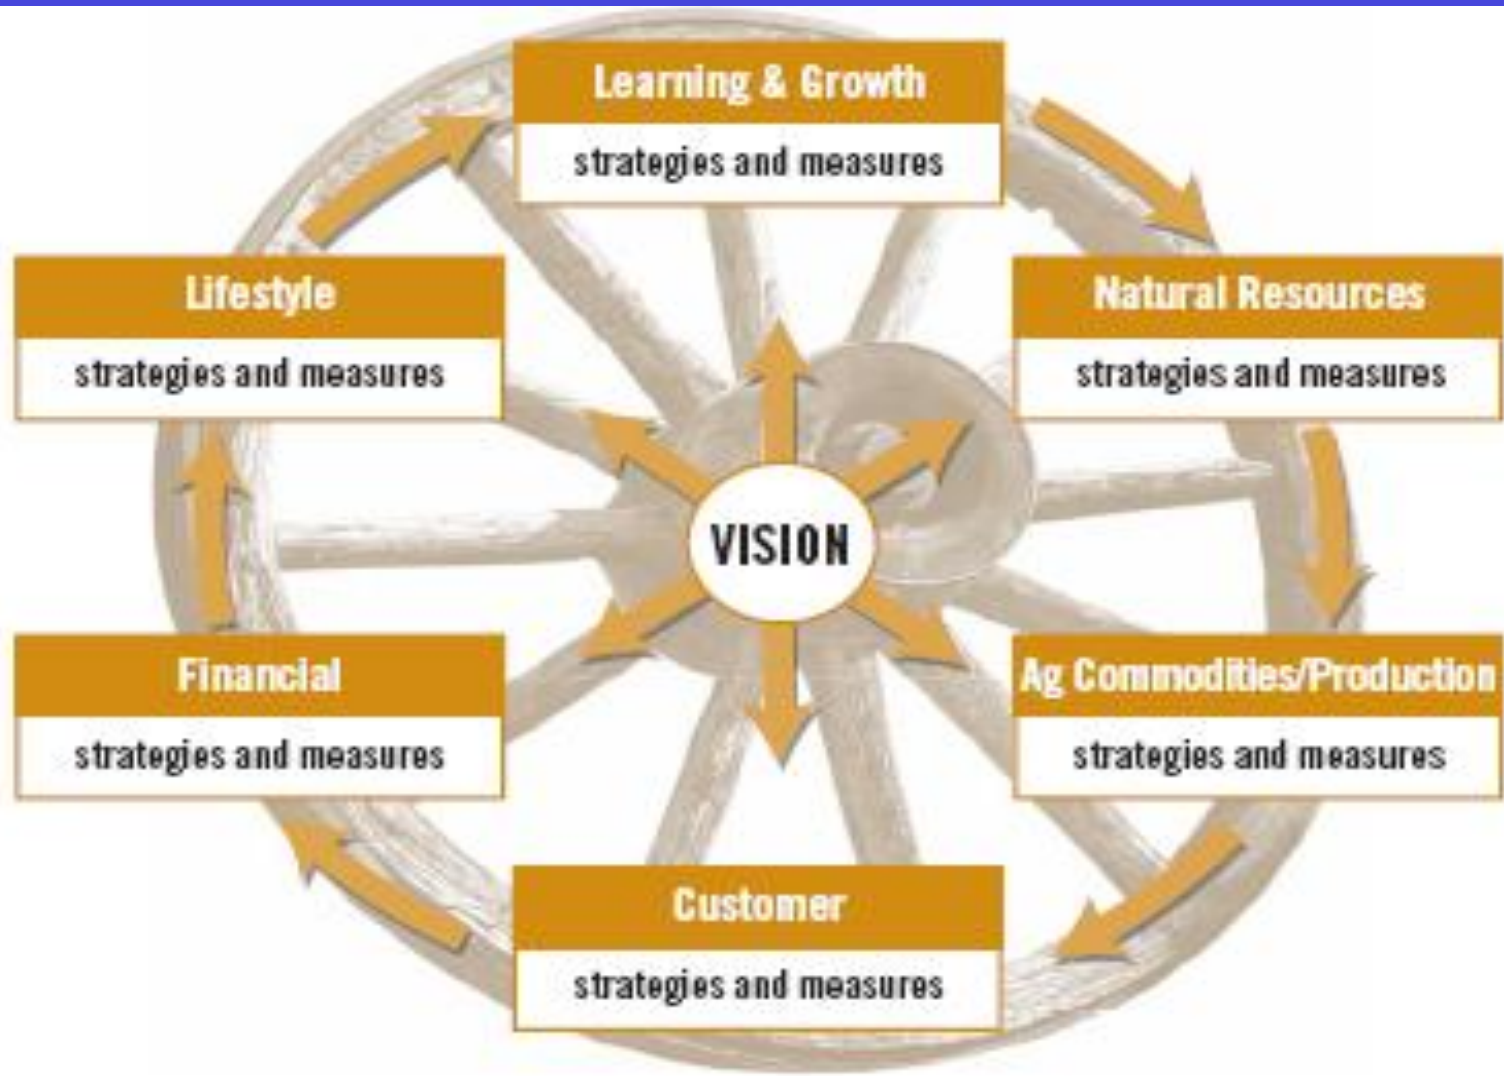 Learning & Growth
strategies and measures
Lifestyle
strategies and measures
Natural Resources
strategies and measures
VISION
Financial
strategies and measures
Ag Commodities/Production
strategies and measures
Customer
strategies and measures